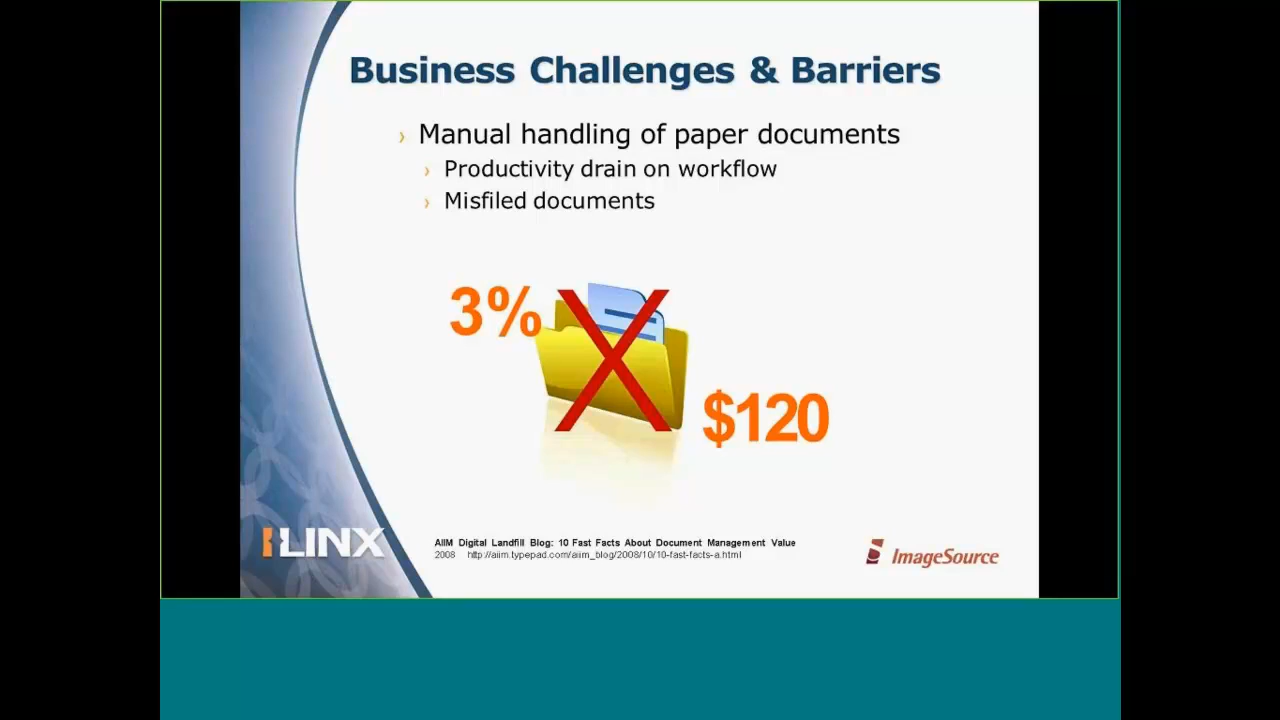 Business Challenges & Barriers
› Manual handling of paper documents
› Productivity drain on workflow
› Misfiled documents
3%
$120
ILINX
AIIM Digital Landfill Blog: 10 Fast Facts About Document Management Value
2008 http://aiim.typepad.com/aiim_blog/2008/10/10-fast-facts-a.html
ImageSource